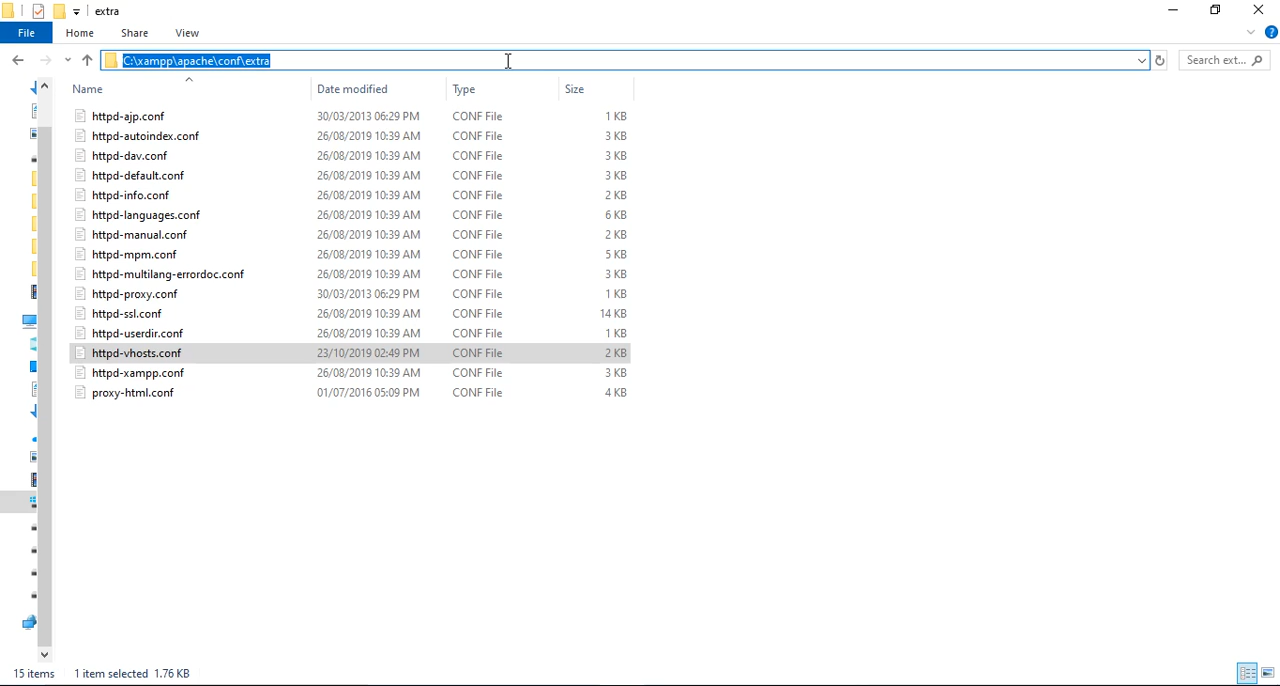 extra
File Home Share View
C:\xampp\apache\conf\extra Search ext...
Name Date modified Type Size
httpd-ajp.conf 30/03/2013 06:29 PM CONF File 1 KB
httpd-autoindex.conf 26/08/2019 10:39 AM CONF File 3 KB
httpd-dav.conf 26/08/2019 10:39 AM CONF File 3 KB
httpd-default.conf 26/08/2019 10:39 AM CONF File 3 KB
httpd-info.conf 26/08/2019 10:39 AM CONF File 2 KB
httpd-languages.conf 26/08/2019 10:39 AM CONF File 6 KB
httpd-manual.conf 26/08/2019 10:39 AM CONF File 2 KB
httpd-mpm.conf 26/08/2019 10:39 AM CONF File 5 KB
httpd-multilang-errordoc.conf 26/08/2019 10:39 AM CONF File 3 KB
httpd-proxy.conf 30/03/2013 06:29 PM CONF File 1 KB
httpd-ssl.conf 26/08/2019 10:39 AM CONF File 14 KB
httpd-userdir.conf 26/08/2019 10:39 AM CONF File 1 KB
httpd-vhosts.conf 23/10/2019 02:49 PM CONF File 2 KB
httpd-xampp.conf 26/08/2019 10:39 AM CONF File 3 KB
proxy-html.conf 01/07/2016 05:09 PM CONF File 4 KB
15 items 1 item selected 1.76 KB